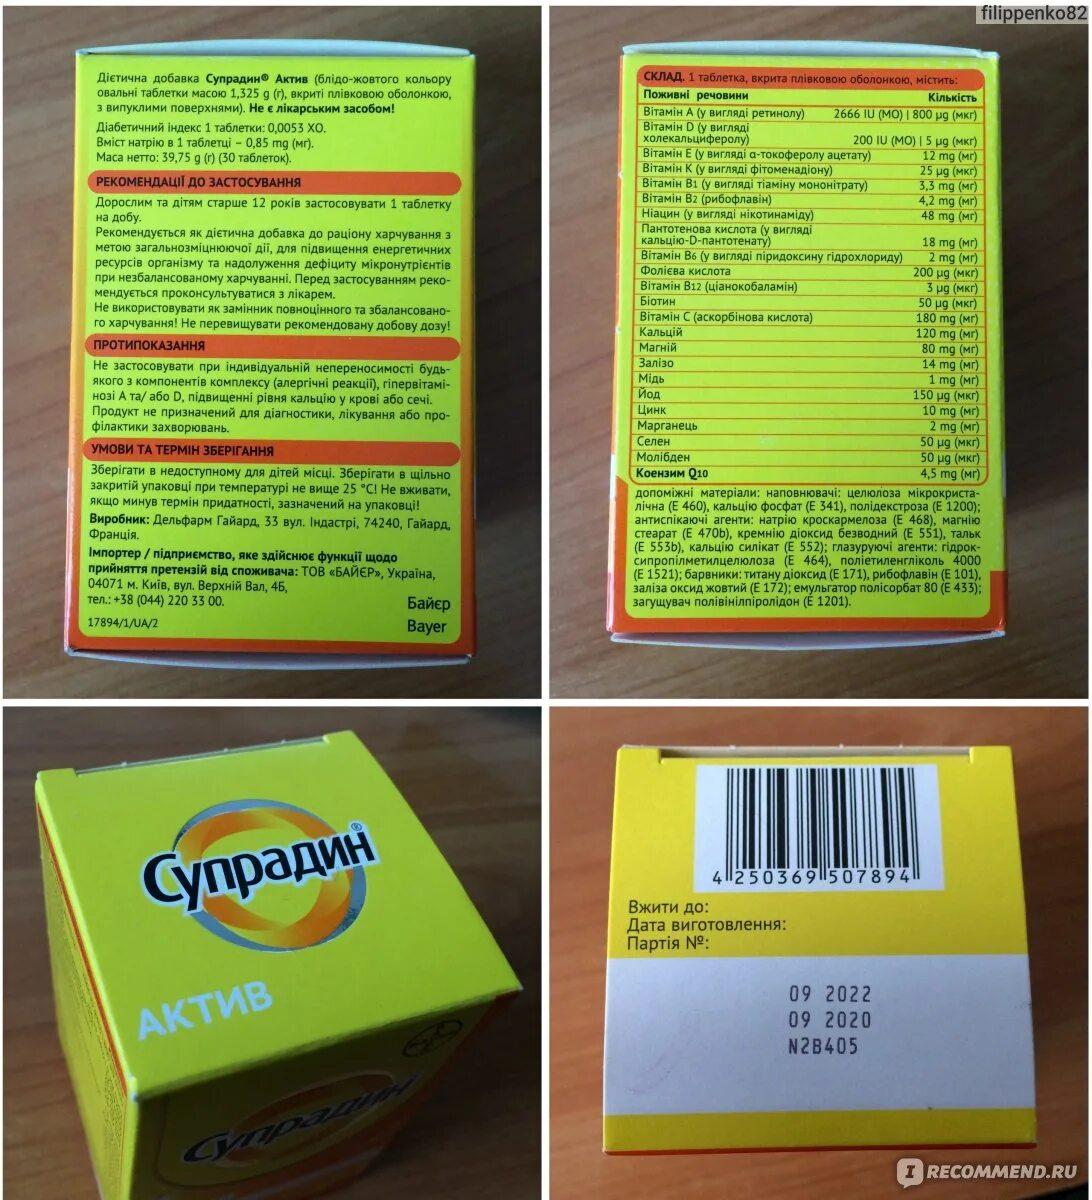 filippenko82
Дієтична добавка Супрадин® Актив (блідо-жовтого кольору
овальні таблетки масою 1,325 g (г), вкриті плівковою оболонкою,
з випуклими поверхнями). Не є лікарським засобом!
Діабетичний індекс 1 таблетки: 0,0053 ХО.
Вміст натрію в 1 таблетці – 0,85 mg (мг).
Маса нетто: 39,75 g (г) (30 таблеток).
РЕКОМЕНДАЦІЇ ДО ЗАСТОСУВАННЯ
Дорослим та дітям старше 12 років застосовувати 1 таблетку
на добу.
Рекомендується як дієтична добавка до раціону харчування з
метою загальнозміцнюючої дії, для підвищення енергетичних
ресурсів організму та надолуження дефіциту мікронутрієнтів
при незбалансованому харчуванні. Перед застосуванням реко-
мендується проконсультуватися з лікарем.
Не використовувати як замінник повноцінного та збалансовано-
го харчування! Не перевищувати рекомендовану добову дозу!
ПРОТИПОКАЗАННЯ
Не застосовувати при індивідуальній непереносимості будь-
якого з компонентів комплексу (алергічні реакції), гіпервітамі-
нозі А та/ або D, підвищенні рівня кальцію у крові або сечі.
Продукт не призначений для діагностики, лікування або про-
філактики захворювань.
УМОВИ ТА ТЕРМІН ЗБЕРІГАННЯ
Зберігати в недоступному для дітей місці. Зберігати в щільно
закритій упаковці при температурі не вище 25 °C! Не вживати,
якщо минув термін придатності, зазначений на упаковці!
Виробник: Дельфарм Гайард, 33 вул. Індастрі, 74240, Гайард,
Франція.
Імпортер / підприємство, яке здійснює функції щодо
прийняття претензій від споживача: ТОВ «БАЙЄР», Україна,
04071 м. Київ, вул. Верхній Вал, 4Б,
тел.: +38 (044) 220 33 00.
Байєр
Bayer
17894/1/UA/2
СКЛАД. 1 таблетка, вкрита плівковою оболонкою, містить:
Поживні речовини Кількість
Вітамін А (у вигляді ретинолу) 2666 IU (МО) | 800 µg (мкг)
Вітамін D (у вигляді
холекальциферолу) 200 IU (МО) | 5 µg (мкг)
Вітамін Е (у вигляді α-токоферолу ацетату) 12 mg (мг)
Вітамін К (у вигляді фітоменадіону) 25 µg (мкг)
Вітамін В1 (у вигляді тіаміну мононітрату) 3,3 mg (мг)
Вітамін В2 (рибофлавін) 4,2 mg (мг)
Ніацин (у вигляді нікотинаміду) 48 mg (мг)
Пантотенова кислота (у вигляді
кальцію-D-пантотенату) 18 mg (мг)
Вітамін В6 (у вигляді піридоксину гідрохлориду) 2 mg (мг)
Фолієва кислота 200 µg (мкг)
Вітамін В12 (ціанокобаламін) 3 µg (мкг)
Біотин 50 µg (мкг)
Вітамін С (аскорбінова кислота) 180 mg (мг)
Кальцій 120 mg (мг)
Магній 80 mg (мг)
Залізо 14 mg (мг)
Мідь 1 mg (мг)
Йод 150 µg (мкг)
Цинк 10 mg (мг)
Марганець 2 mg (мг)
Селен 50 µg (мкг)
Молібден 50 µg (мкг)
Коензим Q10 4,5 mg (мг)
допоміжні матеріали: наповнювачі: целюлоза мікрокриста-
лічна (Е 460), кальцію фосфат (Е 341), полідекстроза (Е 1200);
антиспікаючі агенти: натрію кроскармелоза (Е 468), магнію
стеарат (Е 470b), кремнію діоксид безводний (Е 551), тальк
(Е 553b), кальцію силікат (Е 552); глазуруючі агенти: гідрок-
сипропілметилцелюлоза (Е 464), поліетиленгліколь 4000
(Е 1521); барвники: титану діоксид (Е 171), рибофлавін (Е 101),
заліза оксид жовтий (Е 172); емульгатор полісорбат 80 (Е 433);
загущувач полівінілпіролідон (Е 1201).
Супрадин®
АКТИВ
Супрадин
4 250369 507894
Вжити до:
Дата виготовлення:
Партія №:
09 2022
09 2020
N2B405
IRECOMMEND.RU